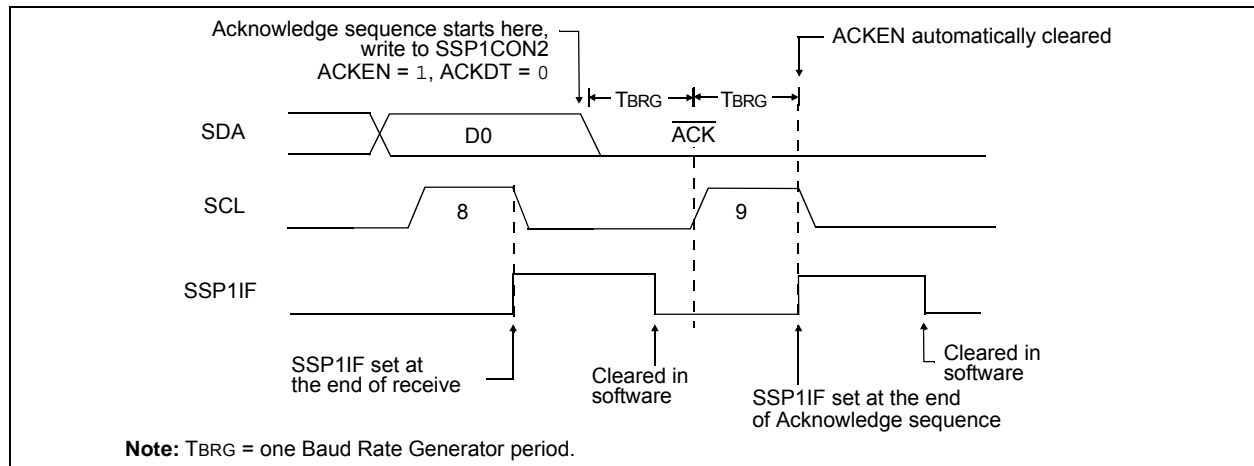 Acknowledge sequence starts here,
write to SSP1CON2
ACKEN = 1, ACKDT = 0
ACKEN automatically cleared
TBRG
TBRG
SDA
D0
ACK
SCL
8
9
SSP1IF
SSP1IF set at
the end of receive
Cleared in
software
SSP1IF set at the end
of Acknowledge sequence
Cleared in
software
Note: TBRG = one Baud Rate Generator period.